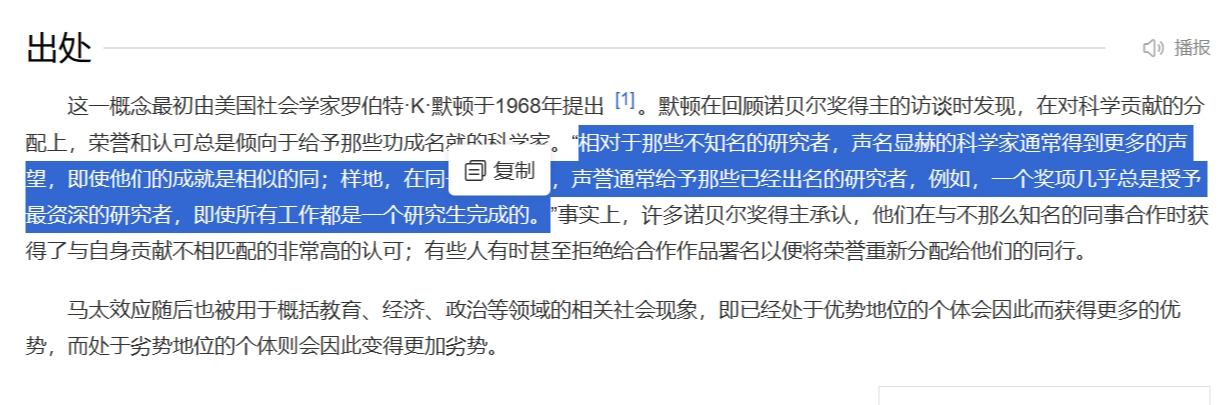 出处
播报
这一概念最初由美国社会学家罗伯特·K·默顿于1968年提出 [1] 。默顿在回顾诺贝尔奖得主的访谈时发现，在对科学贡献的分
配上，荣誉和认可总是倾向于给予那些功成名就的科学家。“相对于那些不知名的研究者，声名显赫的科学家通常得到更多的声
望，即使他们的成就是相似的同；样地，在同 复制 ，声誉通常给予那些已经出名的研究者，例如，一个奖项几乎总是授予
最资深的研究者，即使所有工作都是一个研究生完成的。”事实上，许多诺贝尔奖得主承认，他们在与不那么知名的同事合作时获
得了与自身贡献不相匹配的非常高的认可；有些人有时甚至拒绝给合作作品署名以便将荣誉重新分配给他们的同行。
马太效应随后也被用于概括教育、经济、政治等领域的相关社会现象，即已经处于优势地位的个体会因此而获得更多的优
势，而处于劣势地位的个体则会因此变得更加劣势。